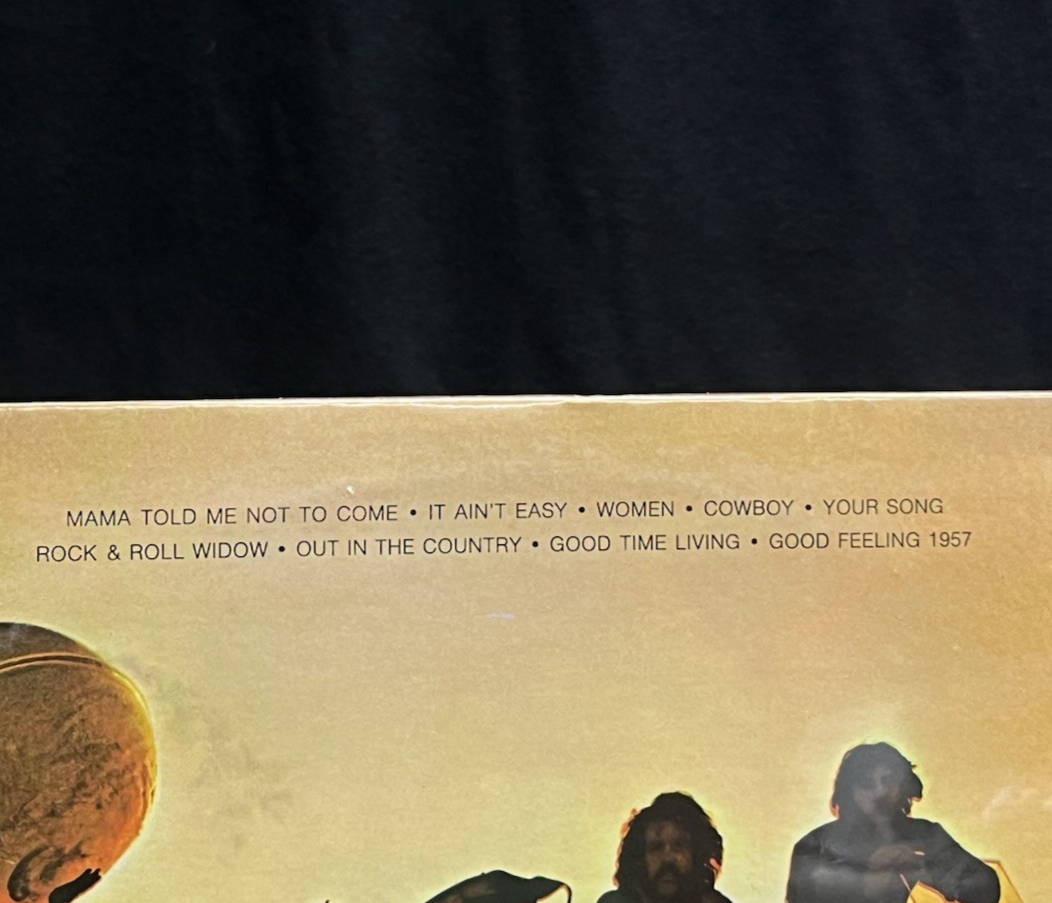 MAMA TOLD ME NOT TO COME • IT AIN'T EASY • WOMEN • COWBOY • YOUR SONG
ROCK & ROLL WIDOW • OUT IN THE COUNTRY • GOOD TIME LIVING • GOOD FEELING 1957